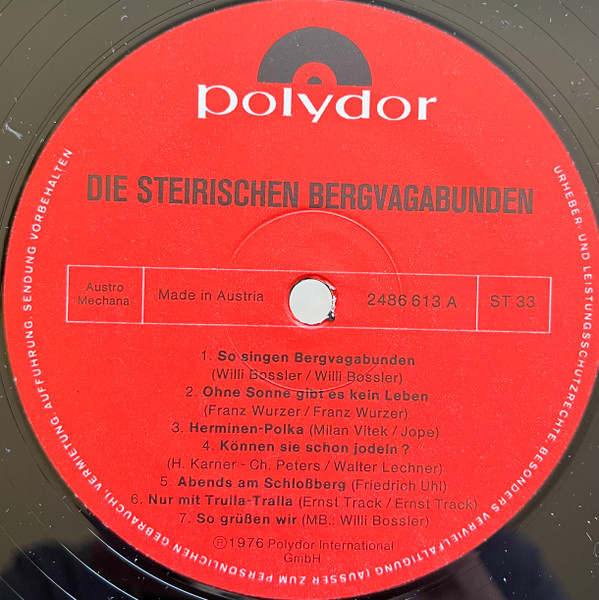 polydor
DIE STEIRISCHEN BERGVAGABUNDEN
Austro
Mechana
Made in Austria
2486 613 A
ST 33
1. So singen Bergvagabunden
(Willi Bossler / Willi Bossler)
2. Ohne Sonne gibt es kein Leben
(Franz Wurzer / Franz Wurzer)
3. Herminen-Polka (Milan Vitek / Jope)
4. Können sie schon jodeln ?
(H. Karner - Ch. Peters / Walter Lechner)
5. Abends am Schloßberg (Friedrich Uhl)
6. Nur mit Trulla-Tralla (Ernst Track / Ernst Track)
7. So grüßen wir (MB.: Willi Bossler)
Ⓟ 1976 Polydor International
GmbH
URHEBER- UND LEISTUNGSSCHUTZRECHTE, BESONDERS VERVIELFÄLTIGUNG (AUSSER ZUM PERSÖNLICHEN GEBRAUCH), VERMIETUNG, AUFFÜHRUNG, SENDUNG VORBEHALTEN